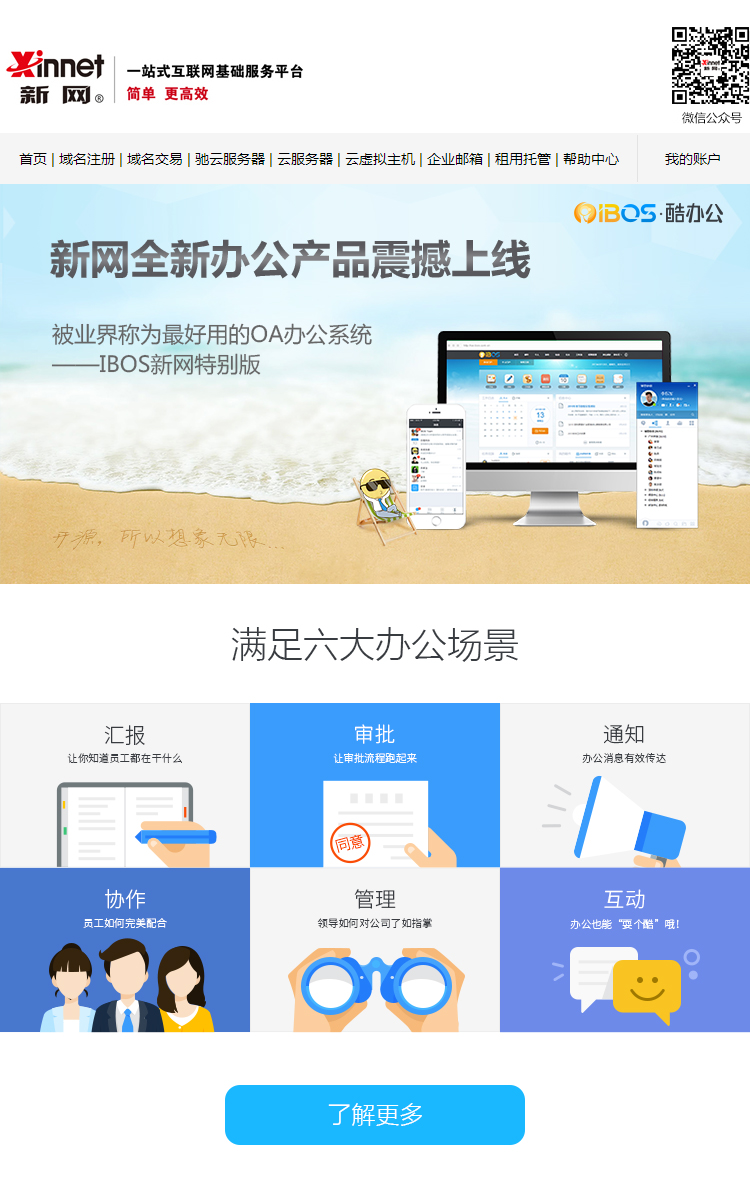 Xinnet
新网®
一站式互联网基础服务平台
简单 更高效
Xinnet
新网
微信公众号
首页 | 域名注册 | 域名交易 | 驰云服务器 | 云服务器 | 云虚拟主机 | 企业邮箱 | 租用托管 | 帮助中心
我的账户
iBOS·酷办公
新网全新办公产品震撼上线
被业界称为最好用的OA办公系统
——IBOS新网特别版
开源，所以想象无限...
满足六大办公场景
汇报
让你知道员工都在干什么
审批
让审批流程跑起来
同意
通知
办公消息有效传达
协作
员工如何完美配合
管理
领导如何对公司了如指掌
互动
办公也能“耍个酷”哦！
了解更多